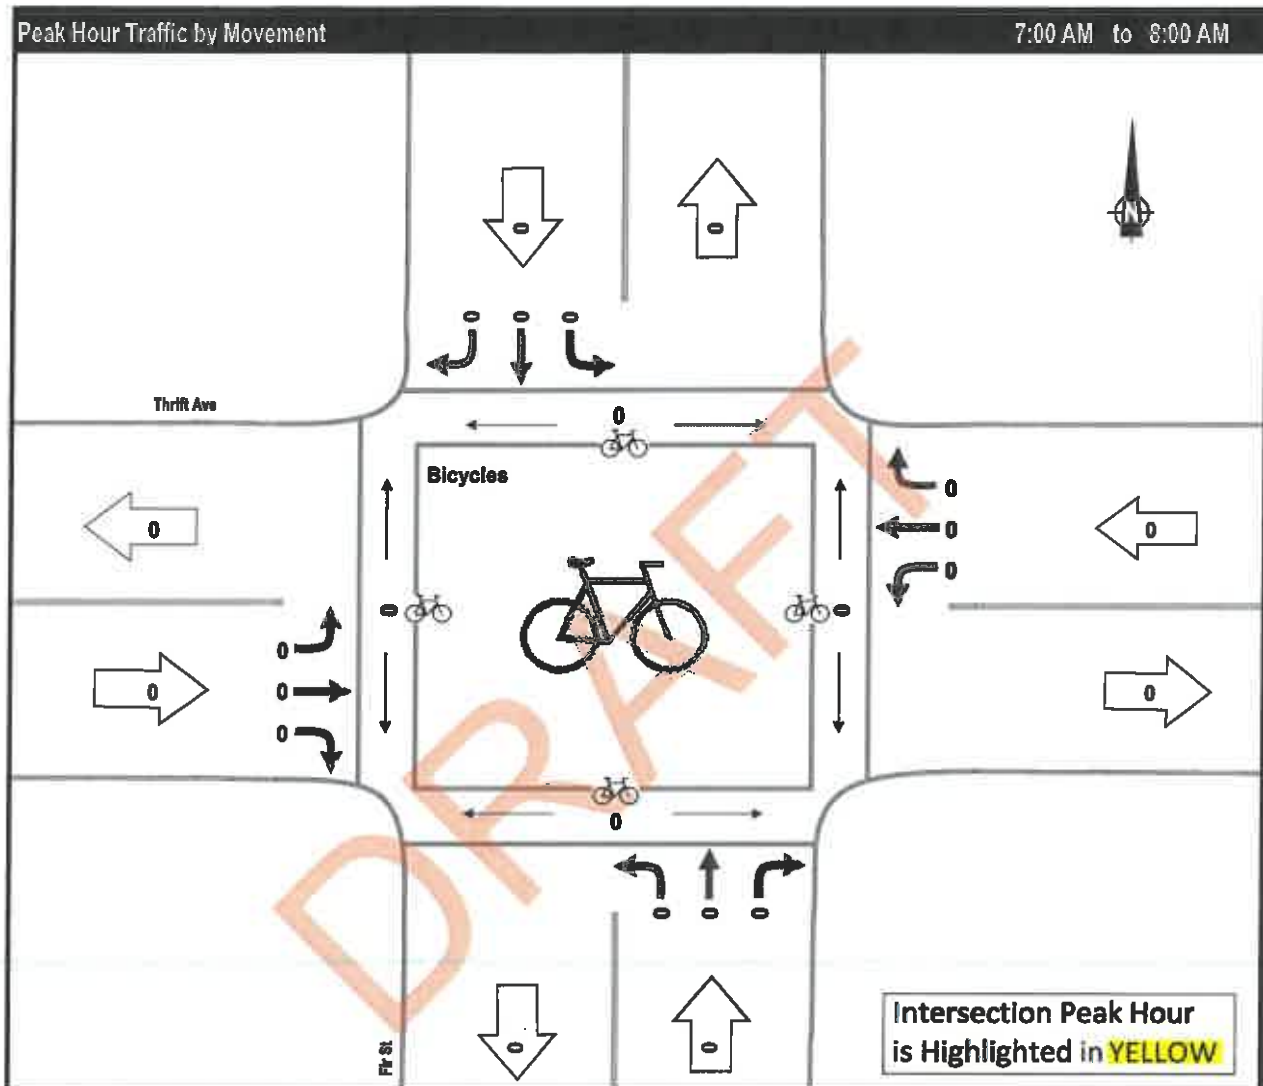 Peak Hour Traffic by Movement 7:00 AM to 8:00 AM
0 0
0 0 0
Thrift Ave
0
Bicycles
0
0
0 0
0
0 0
0
0
0 0
0
0
0
0 0 0
0 0
Fir St.
DRAFT
N
Intersection Peak Hour
is Highlighted in YELLOW